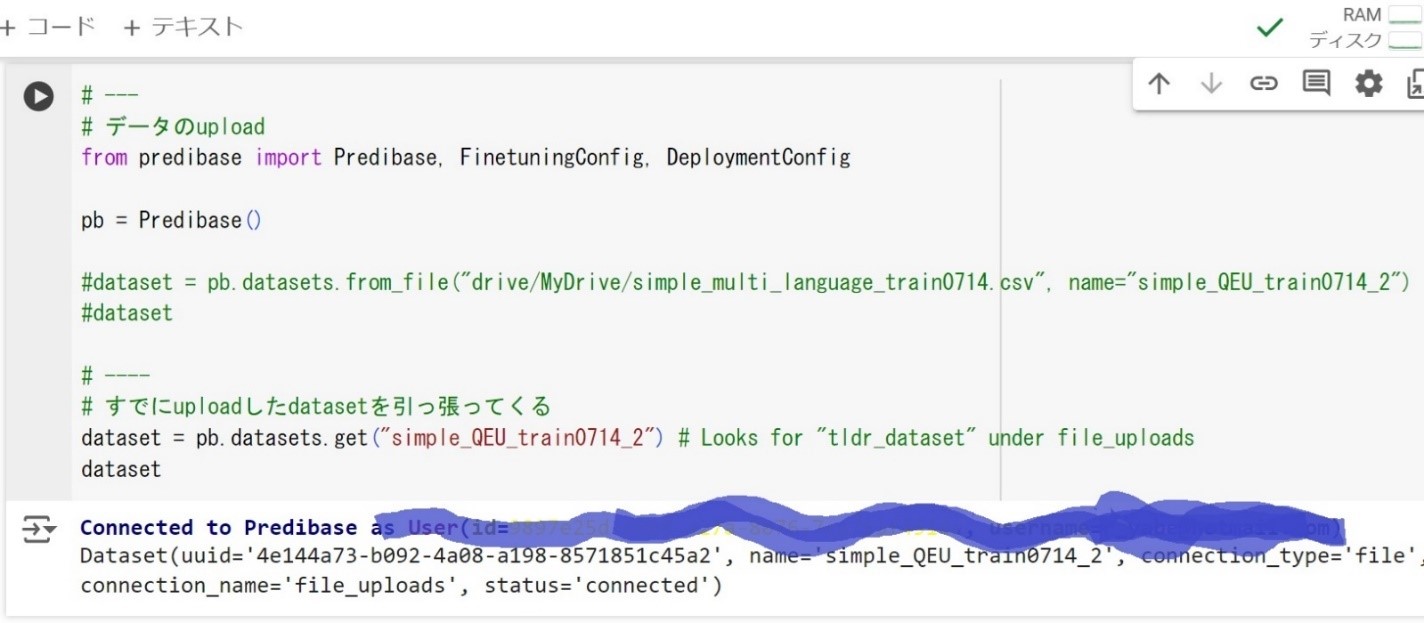 + コード + テキスト
RAM
ディスク
# ---
# データのupload
from predibase import Predibase, FinetuningConfig, DeploymentConfig
pb = Predibase()
#dataset = pb.datasets.from_file("drive/MyDrive/simple_multi_language_train0714.csv", name="simple_QEU_train0714_2")
#dataset
# ----
# すでにuploadしたdatasetを引っ張ってくる
dataset = pb.datasets.get("simple_QEU_train0714_2") # Looks for "tldr_dataset" under file_uploads
dataset
Connected to Predibase as User(id=
Dataset(uuid='4e144a73-b092-4a08-a198-8571851c45a2', name='simple_QEU_train0714_2', connection_type='file',
connection_name='file_uploads', status='connected')